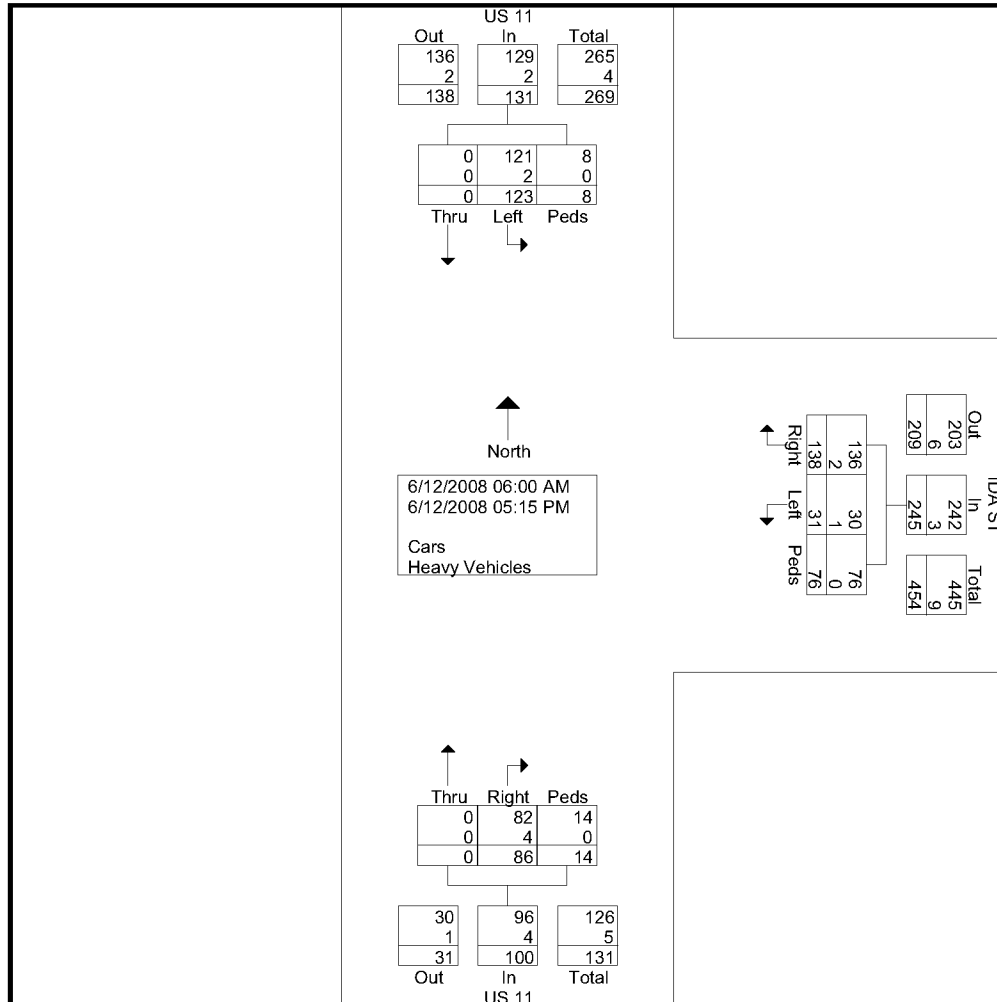 US 11
Out In Total
136 129 265
2 2 4
138 131 269
0 121 8
0 2 0
0 123 8
Thru Left Peds
North
6/12/2008 06:00 AM
6/12/2008 05:15 PM
Cars
Heavy Vehicles
IDA ST
Out In Total
203 242 445
6 3 9
209 245 454
136 30 76
2 1 0
138 31 76
Right Left Peds
Thru Right Peds
0 82 14
0 4 0
0 86 14
30 96 126
1 4 5
31 100 131
Out In Total
US 11